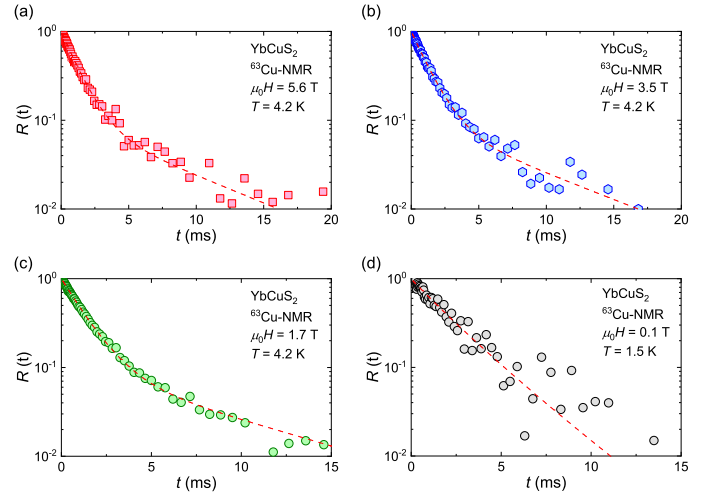 (a)
10⁰
10⁻¹
10⁻²
R (t)
YbCuS₂
⁶³Cu-NMR
μ₀H = 5.6 T
T = 4.2 K
0 5 10 15 20
t (ms)
(b)
10⁰
10⁻¹
10⁻²
R (t)
YbCuS₂
⁶³Cu-NMR
μ₀H = 3.5 T
T = 4.2 K
0 5 10 15 20
t (ms)
(c)
10⁰
10⁻¹
10⁻²
R (t)
YbCuS₂
⁶³Cu-NMR
μ₀H = 1.7 T
T = 4.2 K
0 5 10 15
t (ms)
(d)
10⁰
10⁻¹
10⁻²
R (t)
YbCuS₂
⁶³Cu-NMR
μ₀H = 0.1 T
T = 1.5 K
0 5 10 15
t (ms)